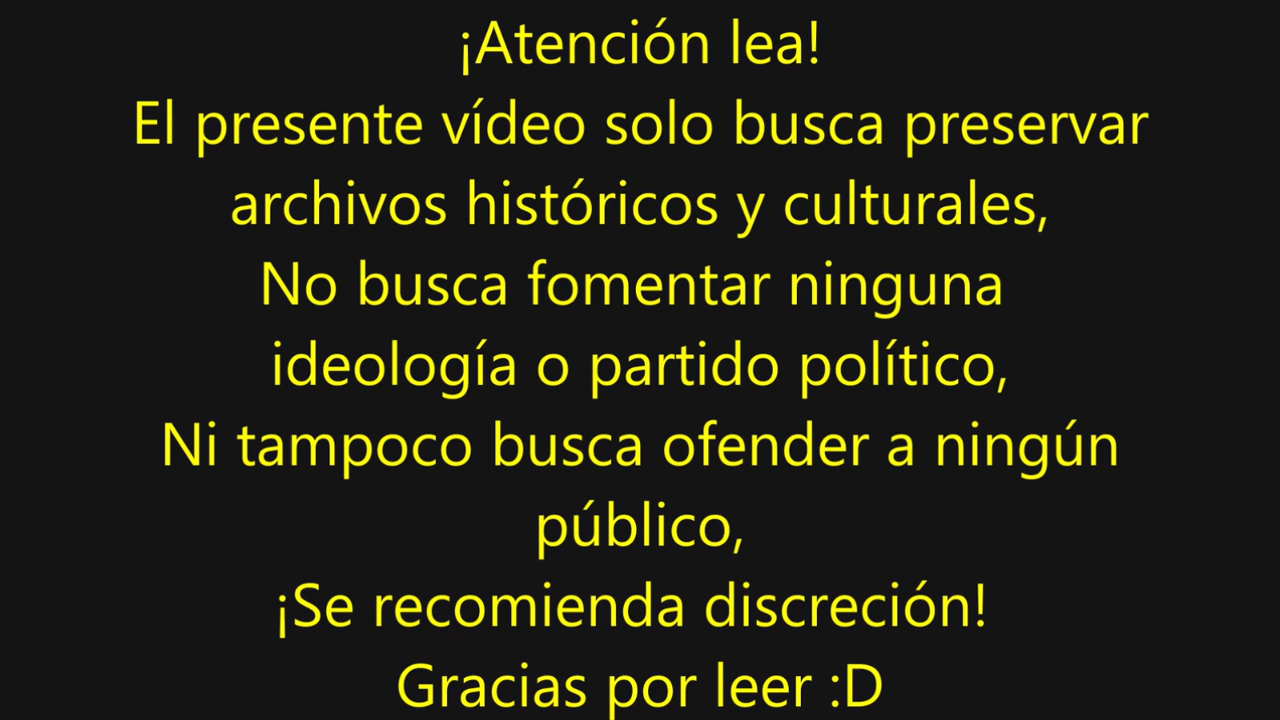 ¡Atención lea!
El presente vídeo solo busca preservar
archivos históricos y culturales,
No busca fomentar ninguna
ideología o partido político,
Ni tampoco busca ofender a ningún
público,
¡Se recomienda discreción!
Gracias por leer :D